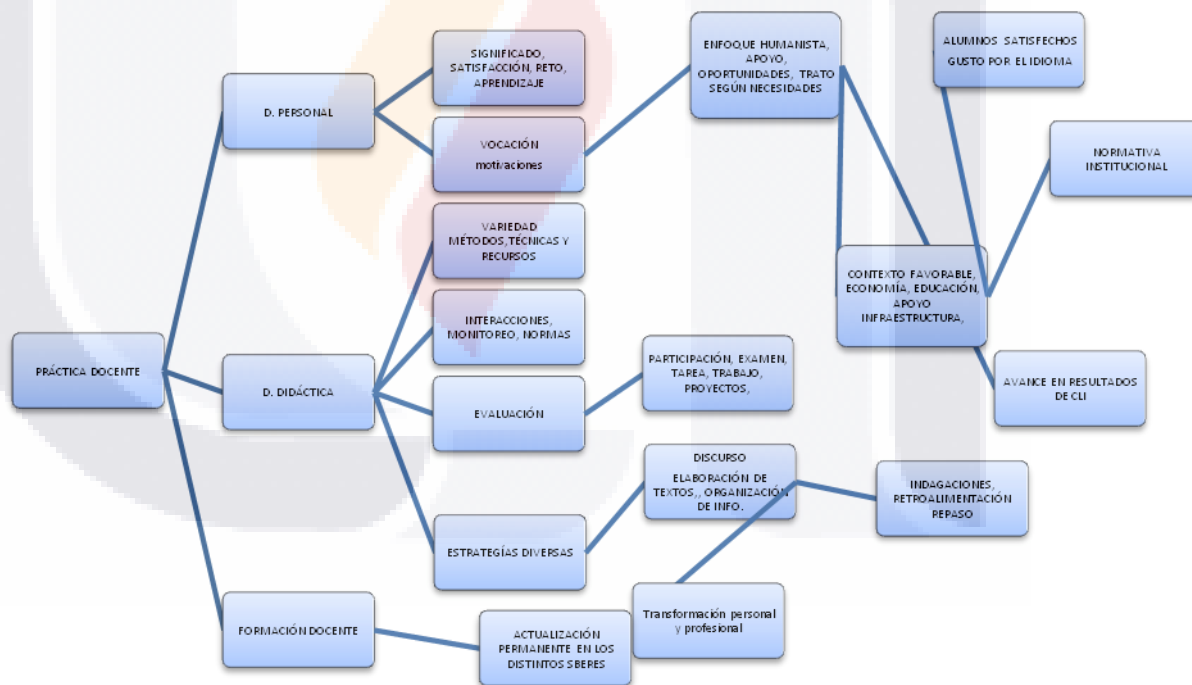 PRÁCTICA DOCENTE
D. PERSONAL
SIGNIFICADO,
SATISFACCIÓN, RETO,
APRENDIZAJE
VOCACIÓN
motivaciones
ENFOQUE HUMANISTA,
APOYO,
OPORTUNIDADES, TRATO
SEGÚN NECESIDADES
ALUMNOS SATISFECHOS
GUSTO POR EL IDIOMA
NORMATIVA
INSTITUCIONAL
CONTEXTO FAVORABLE,
ECONOMÍA, EDUCACIÓN,
APOYO
INFRAESTRUCTURA,
AVANCE EN RESULTADOS
DE CLI
D. DIDÁCTICA
VARIEDAD
MÉTODOS,TÉCNICAS Y
RECURSOS
INTERACCIONES,
MONITOREO, NORMAS
EVALUACIÓN
PARTICIPACIÓN, EXAMEN,
TAREA, TRABAJO,
PROYECTOS,
ESTRATEGÍAS DIVERSAS
DISCURSO
ELABORACIÓN DE
TEXTOS,, ORGANIZACIÓN
DE INFO.
INDAGACIONES,
RETROALIMENTACIÓN
REPASO
Transformación personal
y profesional
FORMACIÓN DOCENTE
ACTUALIZACIÓN
PERMANENTE EN LOS
DISTINTOS SBERES